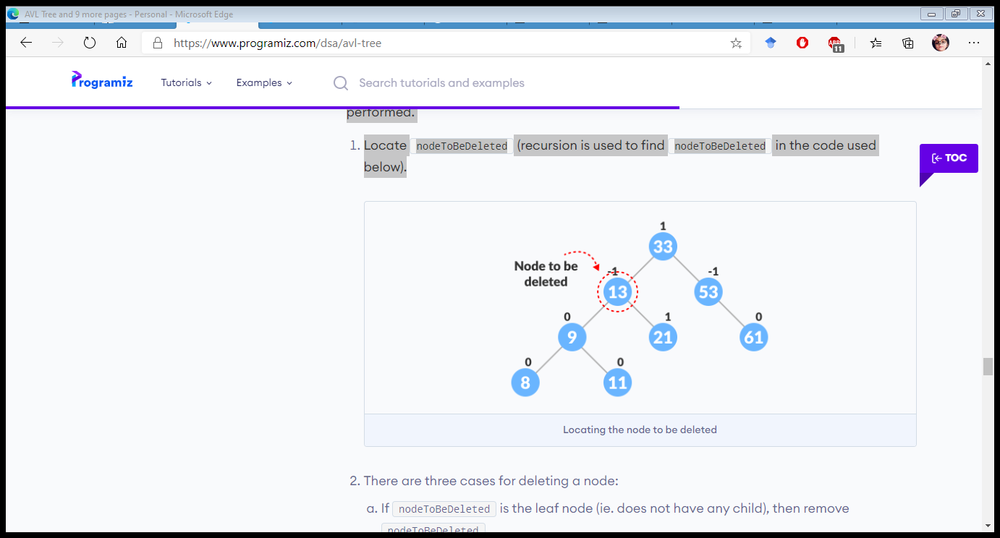 AVL Tree and 9 more pages - Personal - Microsoft Edge
https://www.programiz.com/dsa/avl-tree
11
Programiz
Tutorials
Examples
Search tutorials and examples
performed.
1. Locate nodeToBeDeleted (recursion is used to find nodeToBeDeleted in the code used
below).
TOC
1
33
Node to be
deleted
-1
13
-1
53
0
9
1
21
0
61
0
8
0
11
Locating the node to be deleted
2. There are three cases for deleting a node:
a. If nodeToBeDeleted is the leaf node (ie. does not have any child), then remove
nodeToBeDeleted